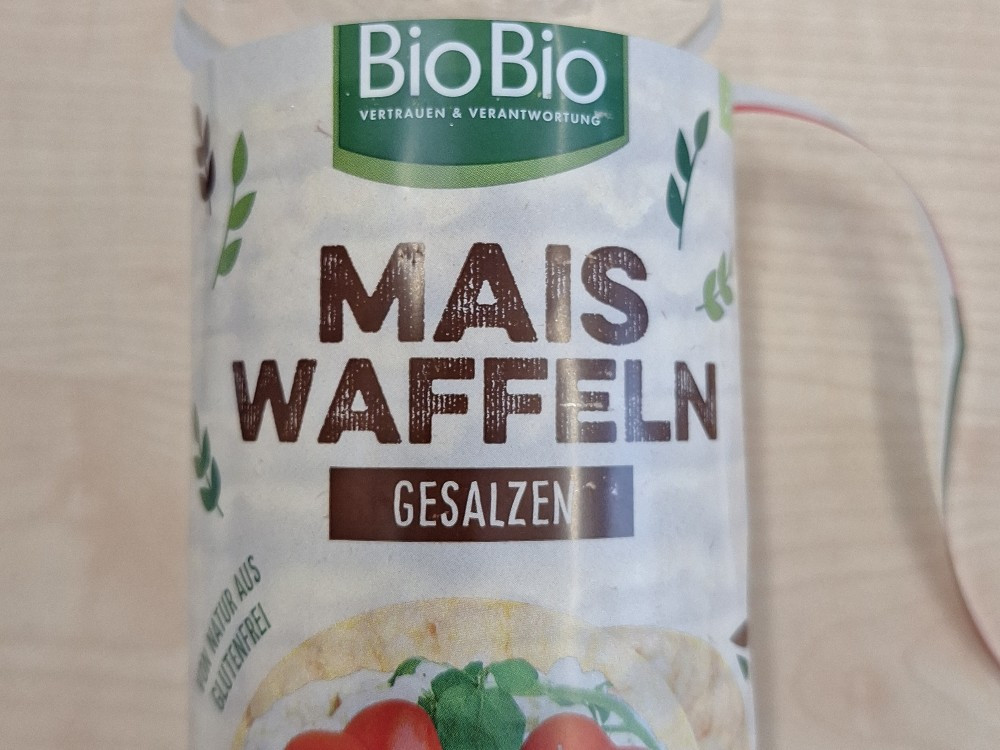 BioBio
VERTRAUEN & VERANTWORTUNG
MAIS
WAFFELN
GESALZEN
VON NATUR AUS
GLUTENFREI